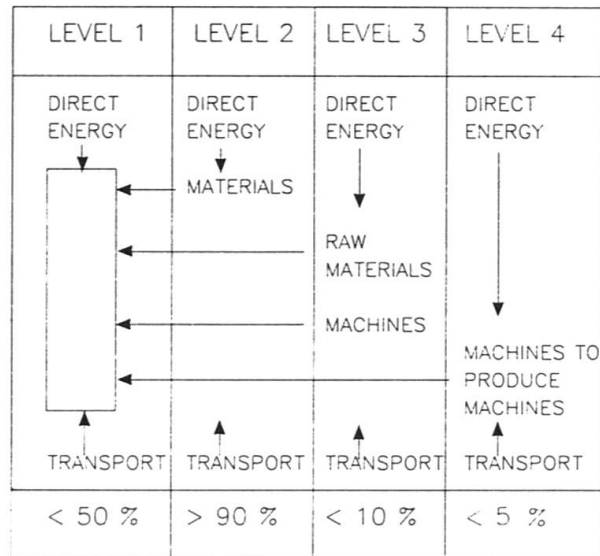 LEVEL 1 LEVEL 2 LEVEL 3 LEVEL 4
DIRECT DIRECT DIRECT DIRECT
ENERGY ENERGY ENERGY ENERGY
MATERIALS
RAW
MATERIALS
MACHINES
MACHINES TO
PRODUCE
MACHINES
TRANSPORT TRANSPORT TRANSPORT TRANSPORT
< 50 % > 90 % < 10 % < 5 %